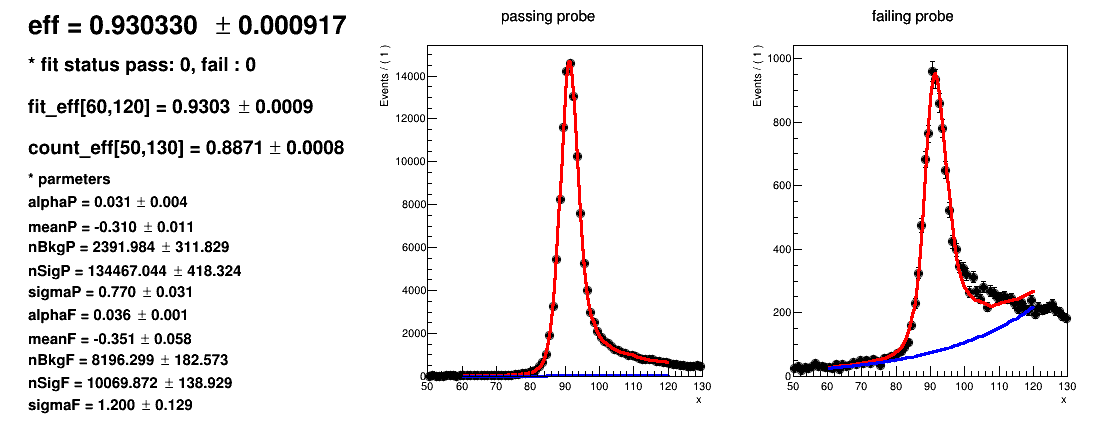 eff = 0.930330 ± 0.000917
* fit status pass: 0, fail : 0
fit_eff[60,120] = 0.9303 ± 0.0009
count_eff[50,130] = 0.8871 ± 0.0008
* parmeters
alphaP = 0.031 ± 0.004
meanP = -0.310 ± 0.011
nBkgP = 2391.984 ± 311.829
nSigP = 134467.044 ± 418.324
sigmaP = 0.770 ± 0.031
alphaF = 0.036 ± 0.001
meanF = -0.351 ± 0.058
nBkgF = 8196.299 ± 182.573
nSigF = 10069.872 ± 138.929
sigmaF = 1.200 ± 0.129
passing probe
Events / ( 1 )
14000
12000
10000
8000
6000
4000
2000
0
50 60 70 80 90 100 110 120 130
x
failing probe
Events / ( 1 )
1000
800
600
400
200
0
50 60 70 80 90 100 110 120 130
x